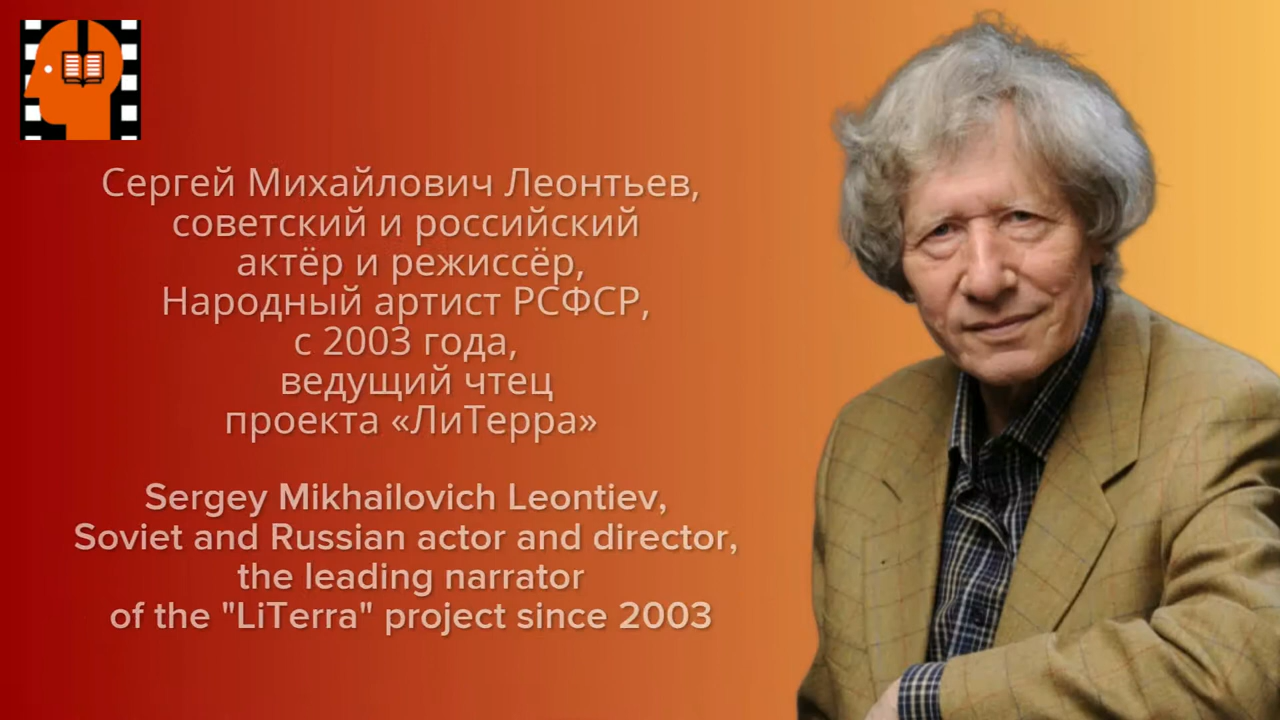 Сергей Михайлович Леонтьев,
советский и российский
актёр и режиссёр,
Народный артист РСФСР,
с 2003 года,
ведущий чтец
проекта «ЛиТерра»
Sergey Mikhailovich Leontiev,
Soviet and Russian actor and director,
the leading narrator
of the "LiTerra" project since 2003